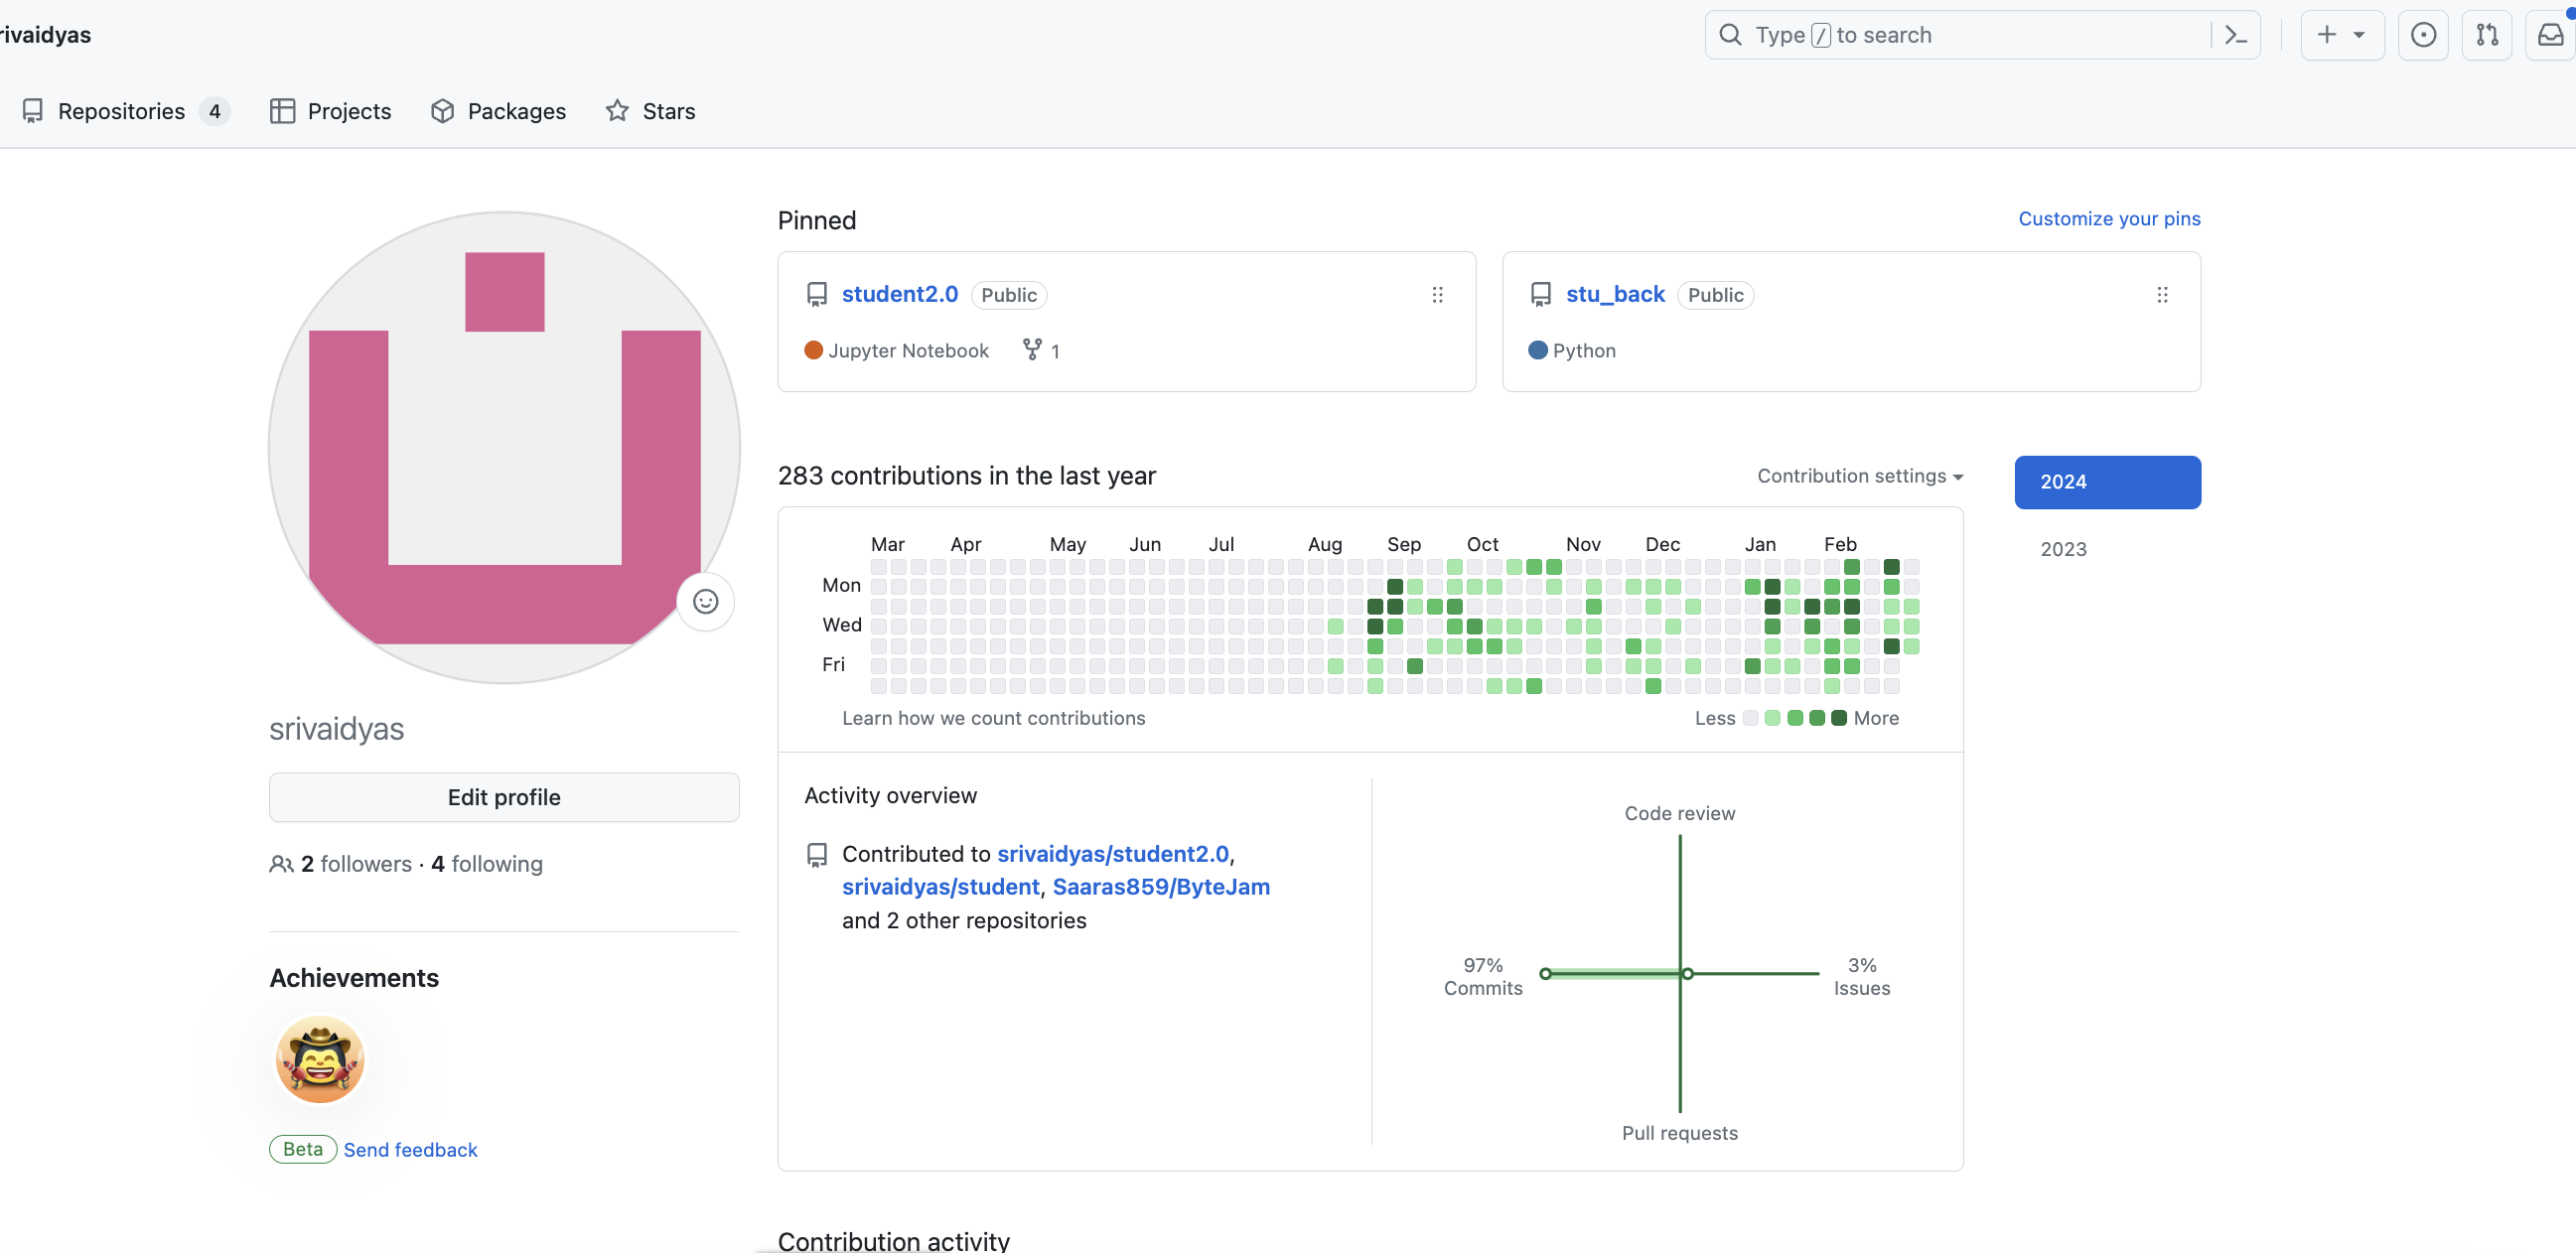 rivaidyas
Type / to search
Repositories 4 Projects Packages Stars
Pinned
Customize your pins
student2.0 Public
Jupyter Notebook 1
stu_back Public
Python
283 contributions in the last year
Contribution settings
2024
2023
Mar Apr May Jun Jul Aug Sep Oct Nov Dec Jan Feb
Mon
Wed
Fri
Learn how we count contributions
Less More
srivaidyas
Edit profile
2 followers · 4 following
Achievements
Beta Send feedback
Activity overview
Contributed to srivaidyas/student2.0,
srivaidyas/student, Saaras859/ByteJam
and 2 other repositories
Code review
97%
Commits
3%
Issues
Pull requests
Contribution activity